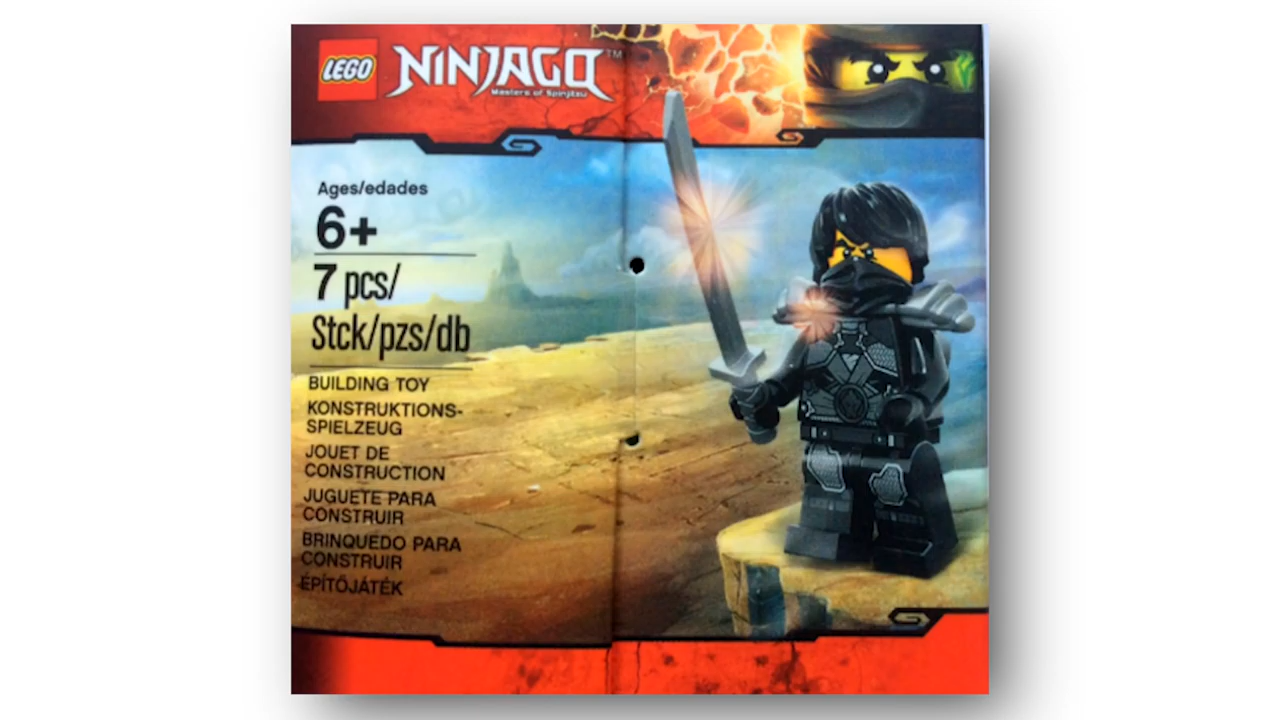 LEGO NINJAGO™
Masters of Spinjitzu
Ages/edades
6+
7 pcs/
Stck/pzs/db
BUILDING TOY
KONSTRUKTIONS-
SPIELZEUG
JOUET DE
CONSTRUCTION
JUGUETE PARA
CONSTRUIR
BRINQUEDO PARA
CONSTRUIR
ÉPÍTŐJÁTÉK